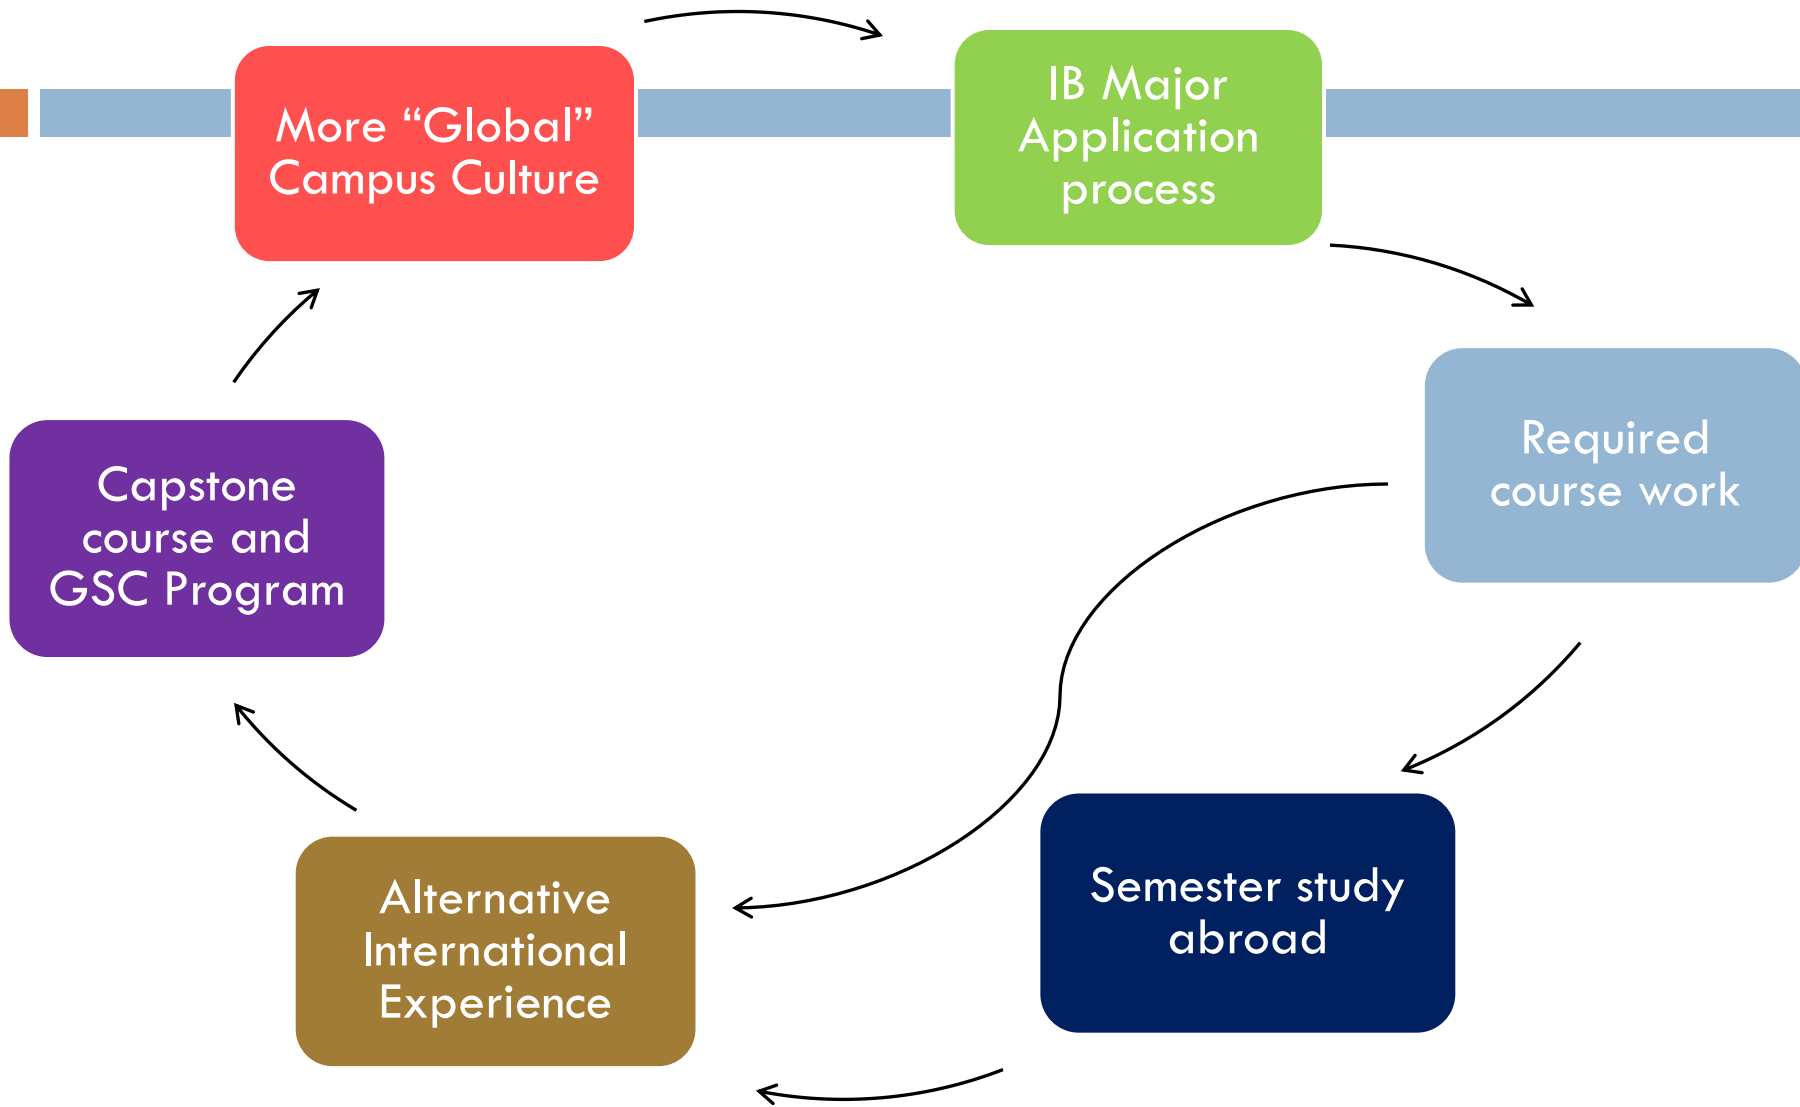 More “Global”
Campus Culture
IB Major
Application
process
Required
course work
Semester study
abroad
Alternative
International
Experience
Capstone
course and
GSC Program